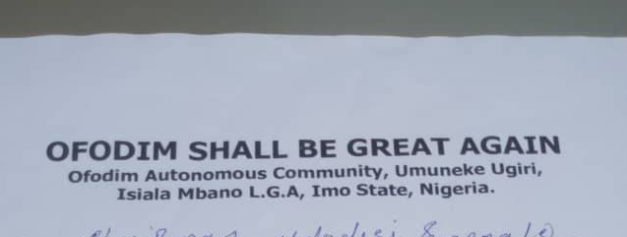 OFODIM SHALL BE GREAT AGAIN
Ofodim Autonomous Community, Umuneke Ugiri,
Isiala Mbano L.G.A, Imo State, Nigeria.